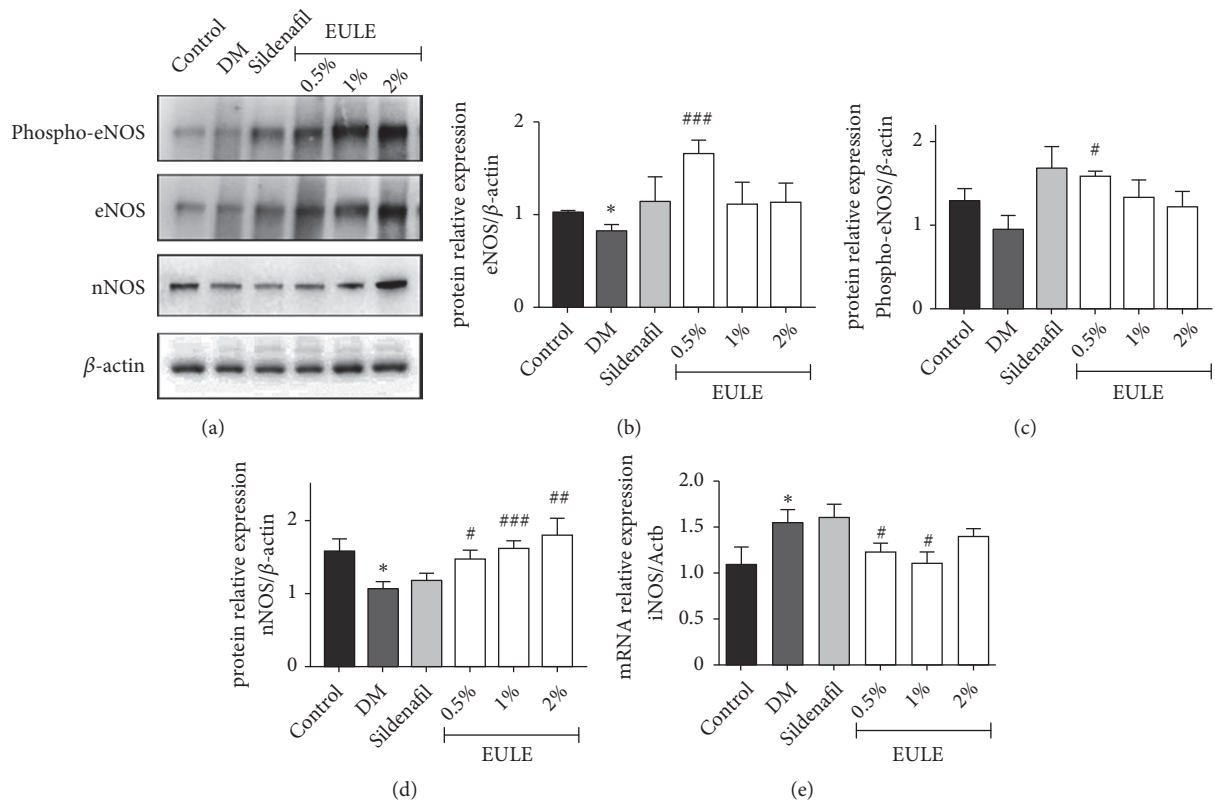 Control
DM
Sildenafil
EULE
0.5%
1%
2%
Phospho-eNOS
eNOS
nNOS
β-actin
(a)
protein relative expression
eNOS/β-actin
2
1
0
*
###
Control
DM
Sildenafil
0.5%
1%
2%
EULE
(b)
protein relative expression
Phospho-eNOS/β-actin
2
1
0
#
Control
DM
Sildenafil
0.5%
1%
2%
EULE
(c)
protein relative expression
nNOS/β-actin
2
1
0
*
#
###
##
Control
DM
Sildenafil
0.5%
1%
2%
EULE
(d)
mRNA relative expression
iNOS/Actb
2.0
1.5
1.0
0.5
0
*
#
#
Control
DM
Sildenafil
0.5%
1%
2%
EULE
(e)